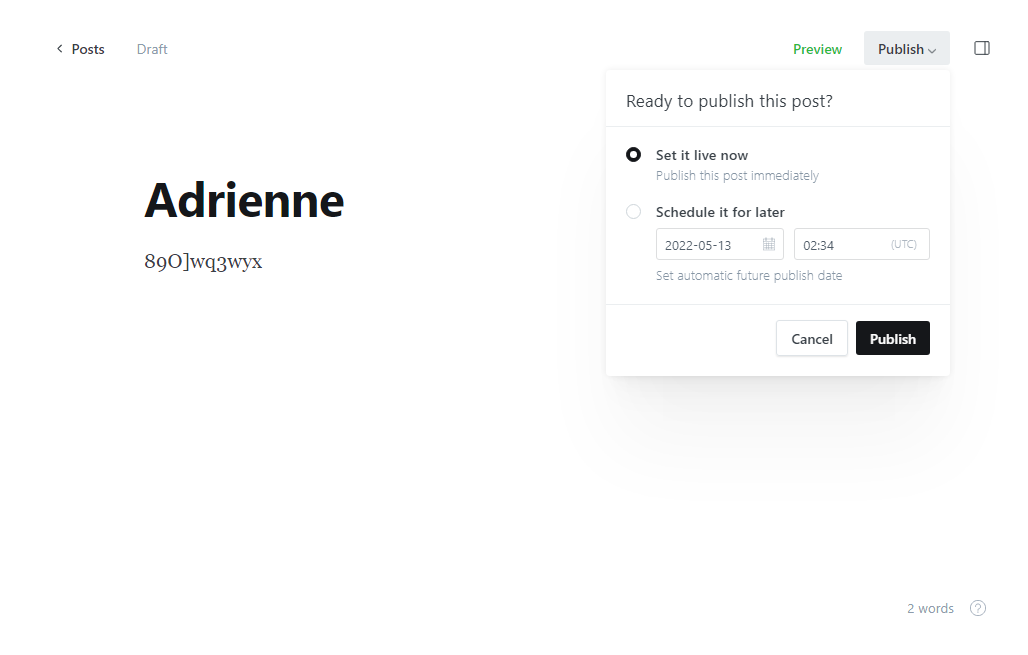 Posts Draft Preview Publish
Ready to publish this post?
Set it live now
Publish this post immediately
Schedule it for later
2022-05-13 02:34 (UTC)
Set automatic future publish date
Cancel Publish
Adrienne
89O]wq3wyx
2 words ?